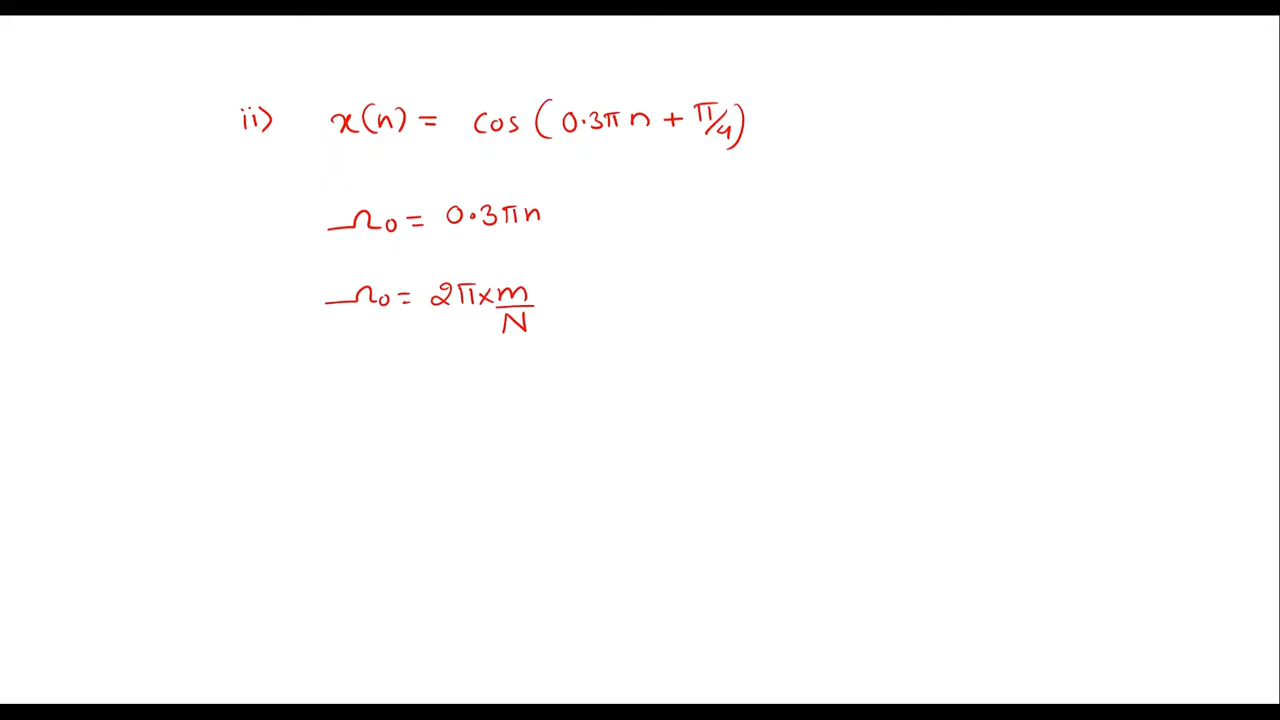 ii) x(n) = cos (0.3πn + π/4)
Ω0 = 0.3πn
Ω0 = 2π×m/N